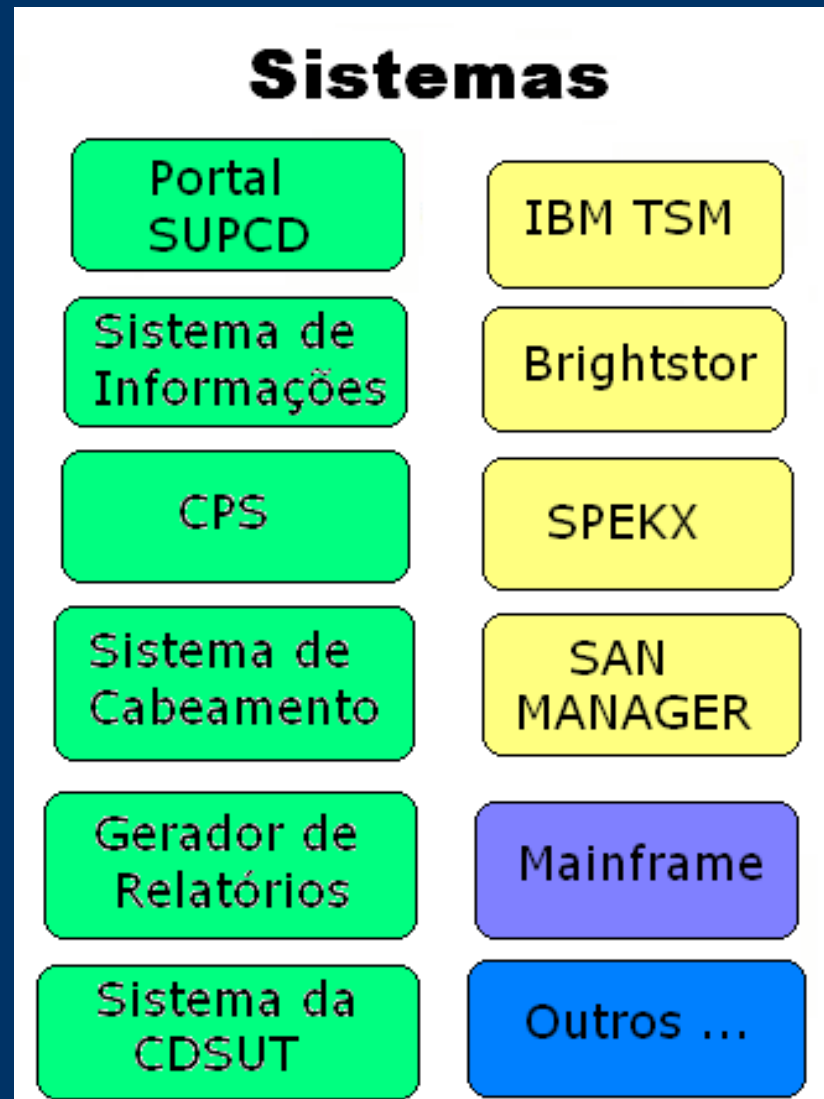 Sistemas
Portal
SUPCD
Sistema de
Informações
CPS
Sistema de
Cabeamento
Gerador de
Relatórios
Sistema da
CDSUT
IBM TSM
Brightstor
SPEKX
SAN
MANAGER
Mainframe
Outros ...